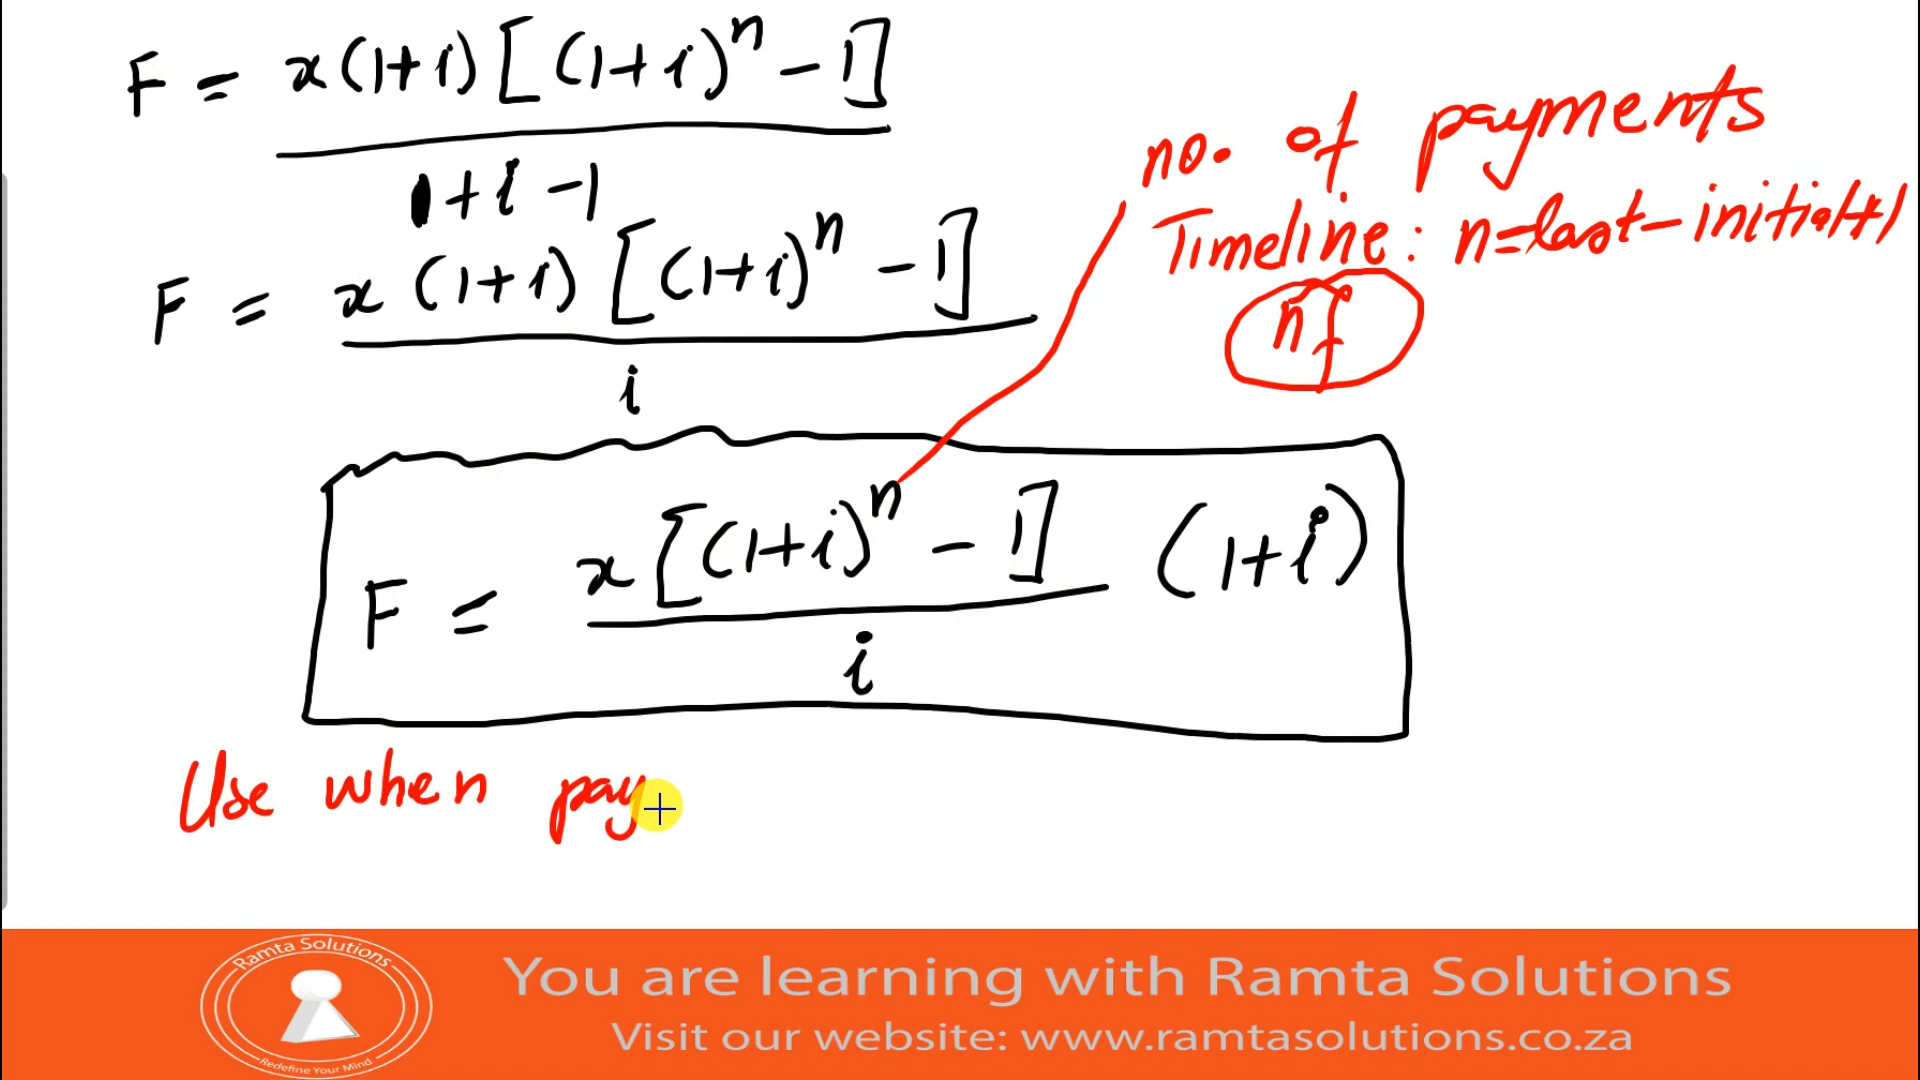 F = x(1+i)[(1+i)^n - 1] / 1+i-1
no. of payments
Timeline: n=last-initial+1
nf
F = x(1+i)[(1+i)^n - 1] / i
F = x[(1+i)^n - 1] / i (1+i)
Use when pay
Ramta Solutions
Redefine Your Mind
You are learning with Ramta Solutions
Visit our website: www.ramtasolutions.co.za